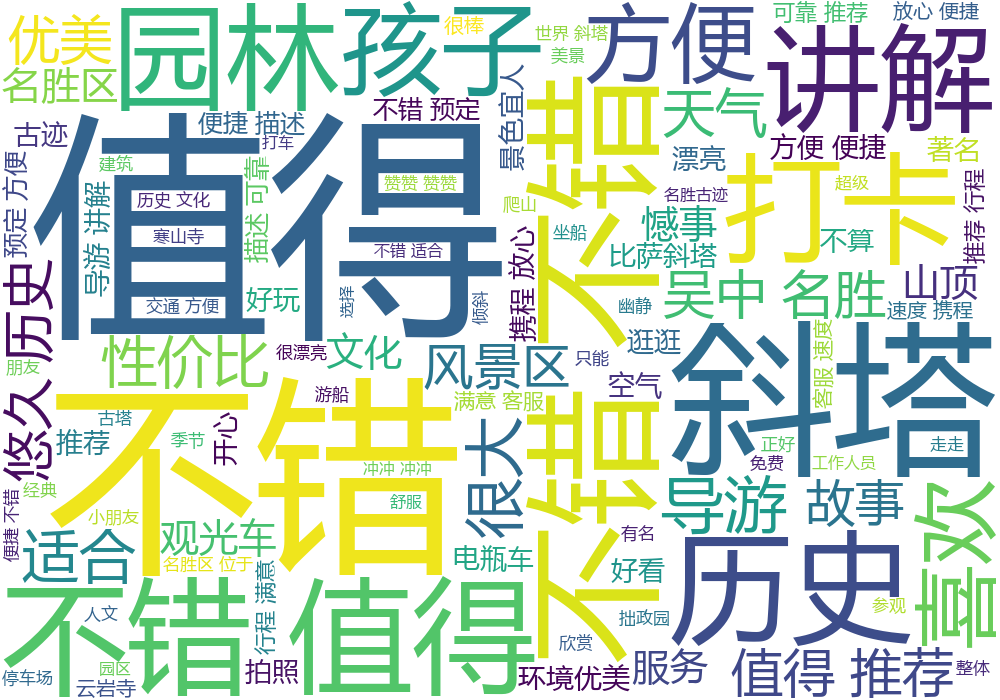 优美
园林
孩子
很棒
世界 斜塔
美景
方便
可靠 推荐
放心 便捷
名胜区
讲解
不错 预定
景色宜人
不错 不错
天气
便捷 描述
打车
古迹
值得
漂亮
方便 便捷
著名
建筑
描述 可靠
赞赞 赞赞
打卡
超级
预定 方便
导游 讲解
历史 文化
爬山
名胜古迹
推荐 行程
憾事
寒山寺
坐船
不算
不错 适合
携程 放心
比萨斜塔
悠久 历史
好玩
交通 方便
选择
倾斜
幽静
吴中 名胜
山顶
速度 携程
性价比
很漂亮
文化
风景区
只能
逛逛
斜塔
客服 速度
朋友
游船
空气
不错
满意 客服
古塔
开心
很大
推荐
季节
正好
走走
冲冲 冲冲
免费
工作人员
经典
便捷 不错
舒服
导游
故事
喜欢
小朋友
观光车
有名
适合
名胜区 位于
电瓶车
好看
历史
不错 值得
行程 满意
人文
拙政园
参观
欣赏
园区
拍照
停车场
云岩寺
环境优美
服务
值得 推荐
整体